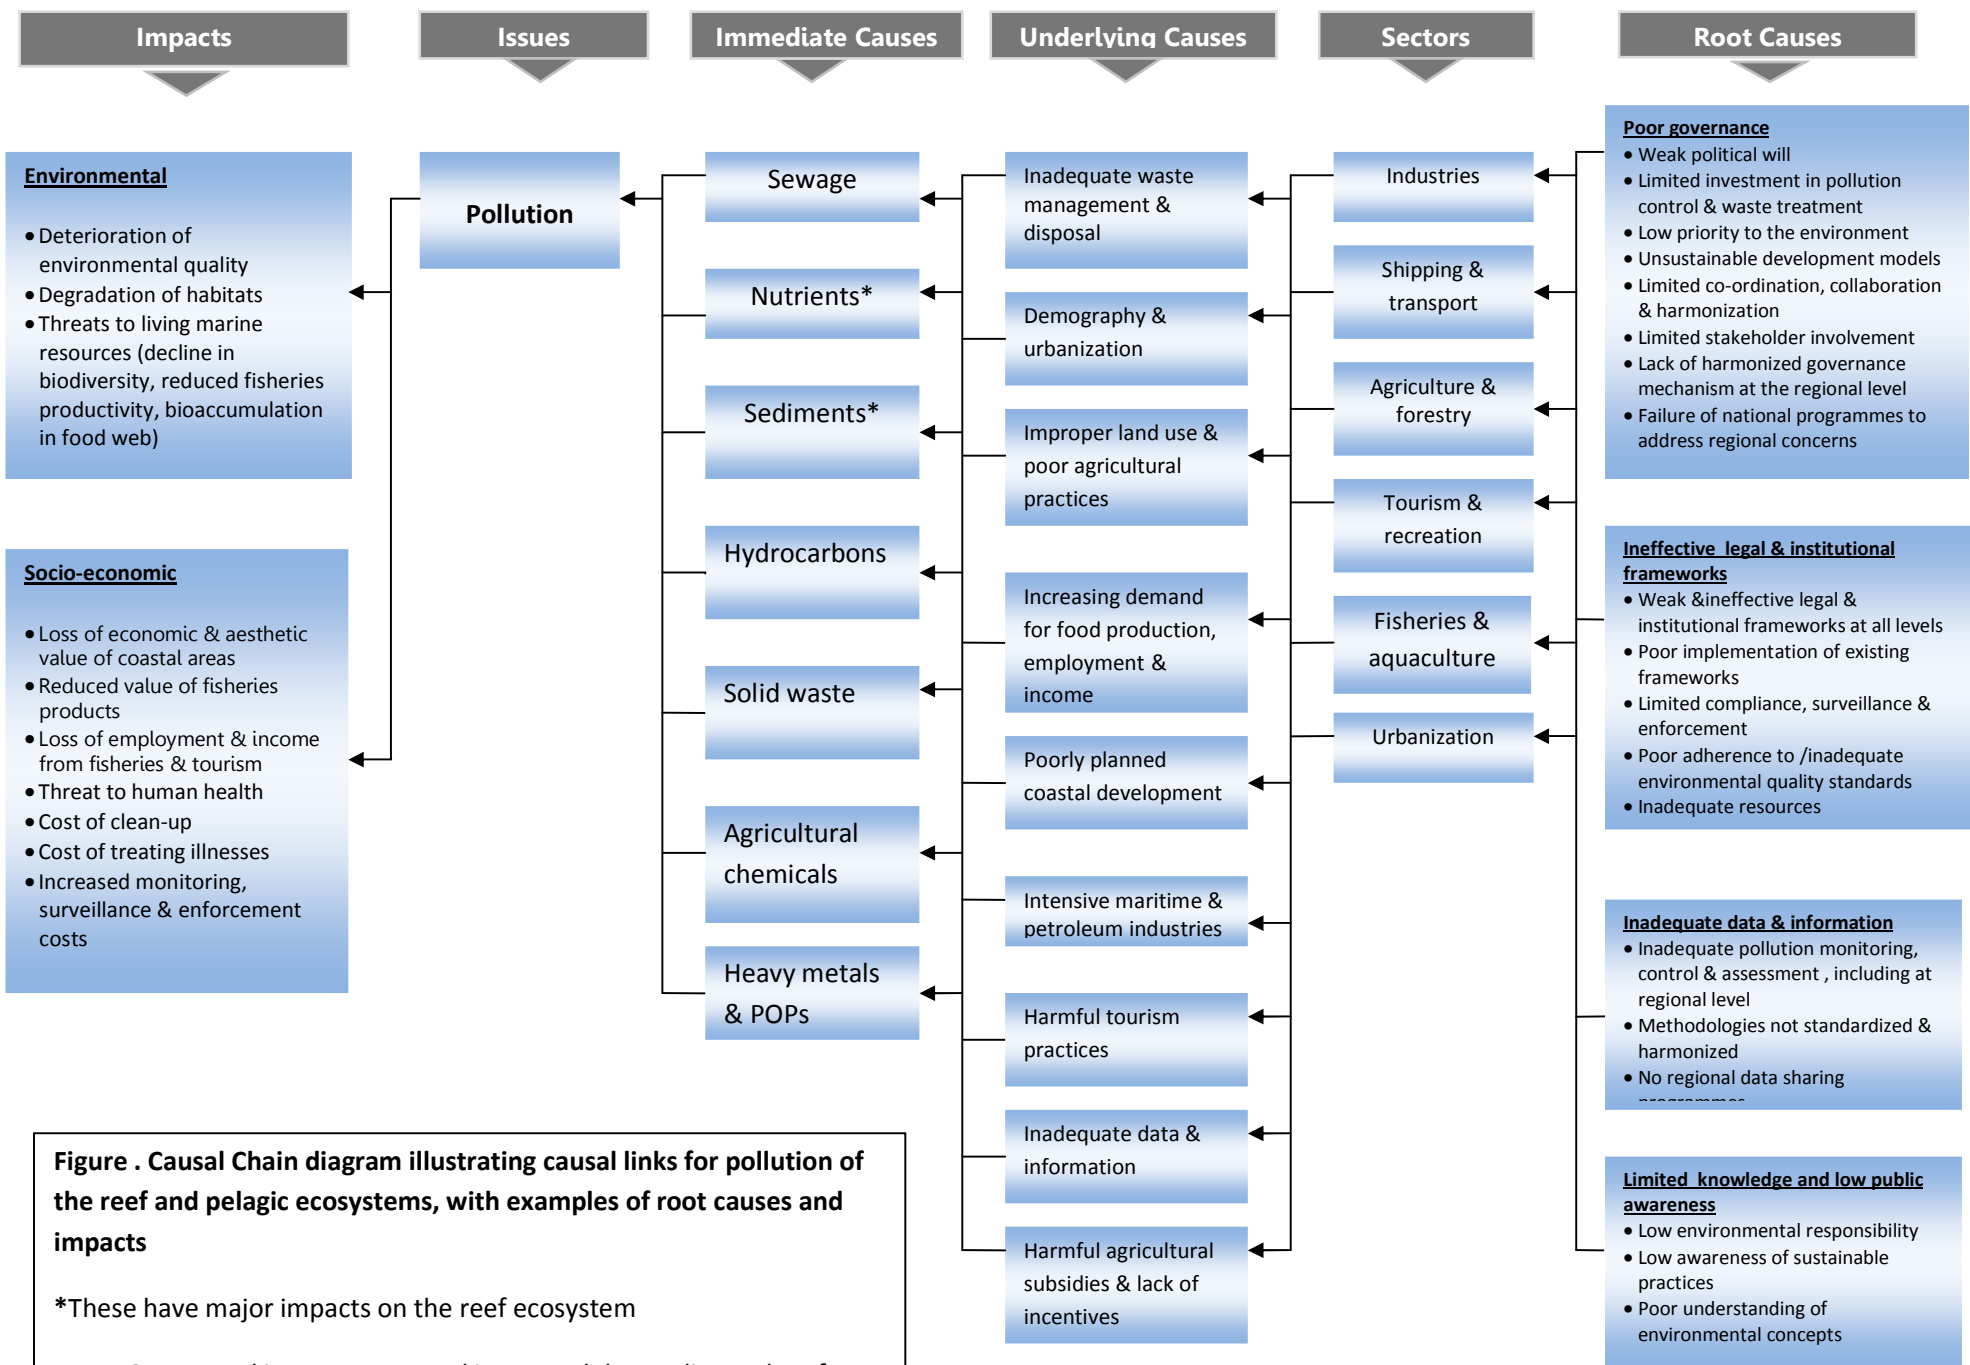 Impacts
Issues
Immediate Causes
Underlying Causes
Sectors
Root Causes
Environmental
• Deterioration of
environmental quality
• Degradation of habitats
• Threats to living marine
resources (decline in
biodiversity, reduced fisheries
productivity, bioaccumulation
in food web)
Socio-economic
• Loss of economic & aesthetic
value of coastal areas
• Reduced value of fisheries
products
• Loss of employment & income
from fisheries & tourism
• Threat to human health
• Cost of clean-up
• Cost of treating illnesses
• Increased monitoring,
surveillance & enforcement
costs
Pollution
Sewage
Nutrients*
Sediments*
Hydrocarbons
Solid waste
Agricultural
chemicals
Heavy metals
& POPs
Inadequate waste
management &
disposal
Demography &
urbanization
Improper land use &
poor agricultural
practices
Increasing demand
for food production,
employment &
income
Poorly planned
coastal development
Intensive maritime &
petroleum industries
Harmful tourism
practices
Inadequate data &
information
Harmful agricultural
subsidies & lack of
incentives
Industries
Shipping &
transport
Agriculture &
forestry
Tourism &
recreation
Fisheries &
aquaculture
Urbanization
Poor governance
• Weak political will
• Limited investment in pollution
control & waste treatment
• Low priority to the environment
• Unsustainable development models
• Limited co-ordination, collaboration
& harmonization
• Limited stakeholder involvement
• Lack of harmonized governance
mechanism at the regional level
• Failure of national programmes to
address regional concerns
Ineffective legal & institutional
frameworks
• Weak &ineffective legal &
institutional frameworks at all levels
• Poor implementation of existing
frameworks
• Limited compliance, surveillance &
enforcement
• Poor adherence to /inadequate
environmental quality standards
• Inadequate resources
Inadequate data & information
• Inadequate pollution monitoring,
control & assessment , including at
regional level
• Methodologies not standardized &
harmonized
• No regional data sharing
programmes
Limited knowledge and low public
awareness
• Low environmental responsibility
• Low awareness of sustainable
practices
• Poor understanding of
environmental concepts
Figure . Causal Chain diagram illustrating causal links for pollution of
the reef and pelagic ecosystems, with examples of root causes and
impacts
*These have major impacts on the reef ecosystem